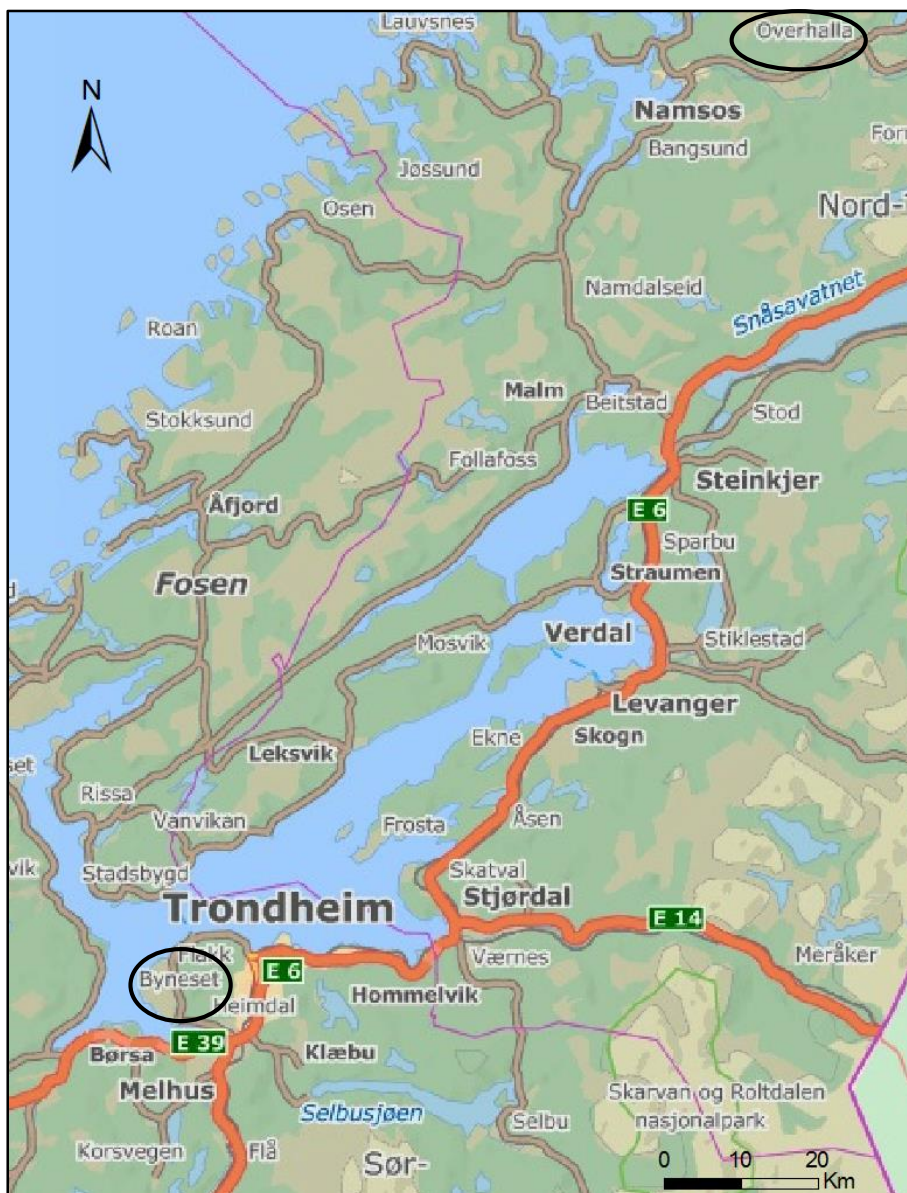 Lauvsnes
Overhalla
N
Namsos
Bangsund
Jøssund
Osen
Nord-
Namdalseid
Snåsavatnet
Roan
Malm
Beitstad
Stod
Stokksund
Follafoss
Steinkjer
Åfjord
E 6
Sparbu
Straumen
Fosen
Mosvik
Verdal
Stiklestad
Levanger
Ekne
Skogn
Leksvik
Rissa
Vanvikan
Frosta
Åsen
Stadsbygd
Skatval
Stjørdal
Trondheim
E 14
Flakk
Værnes
Meråker
Byneset
E 6
Hommelvik
Heimdal
E 39
Børsa
Klæbu
Melhus
Selbusjøen
Skarvan og Roltdalen
nasjonalpark
Selbu
Korsvegen
Flå
Sør-
0 10 20
Km